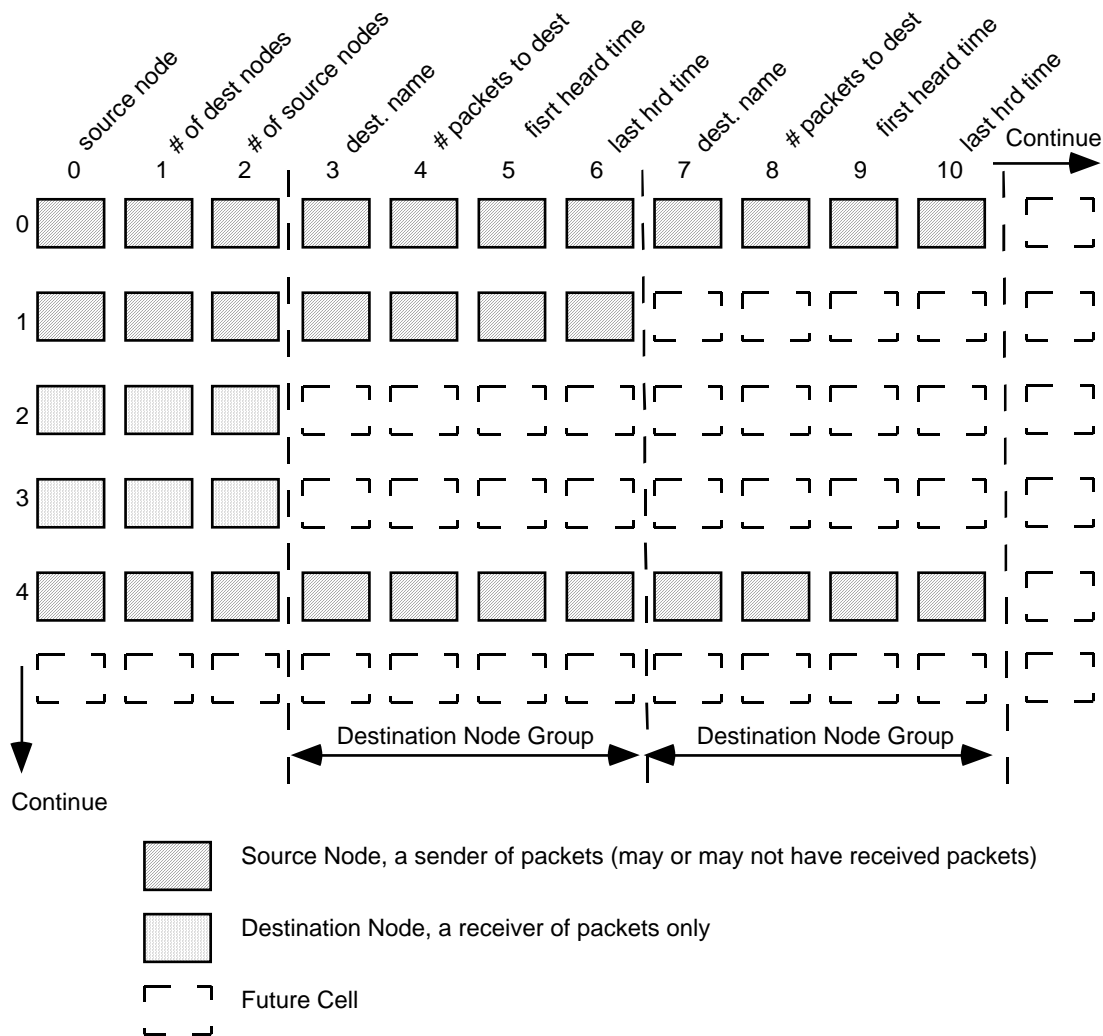 source node
# of dest nodes
# of source nodes
dest. name
# packets to dest
fisrt heard time
last hrd time
dest. name
# packets to dest
first heard time
last hrd time
Continue
0 1 2 3 4 5 6 7 8 9 10
0
1
2
3
4
Destination Node Group
Destination Node Group
Continue
Source Node, a sender of packets (may or may not have received packets)
Destination Node, a receiver of packets only
Future Cell